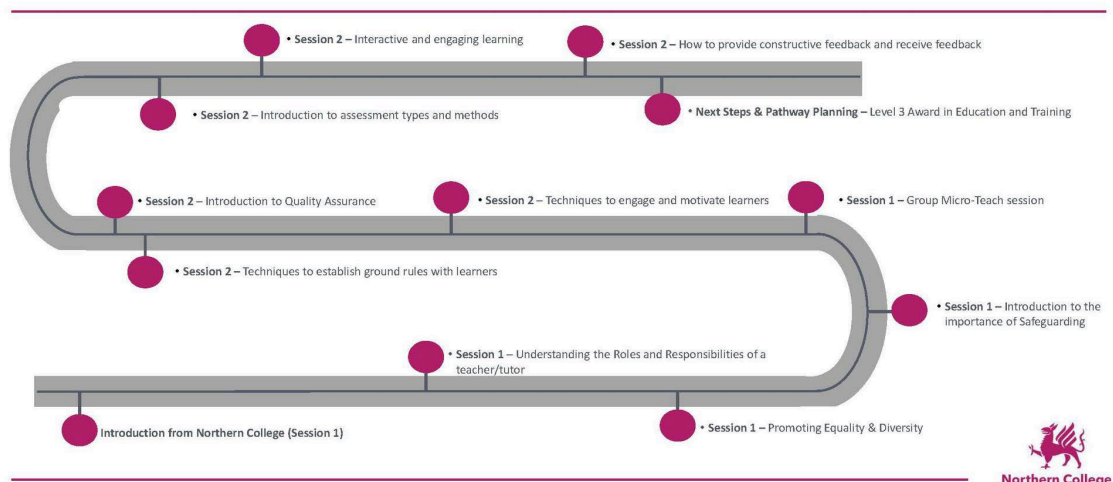 • Session 2 – Interactive and engaging learning
• Session 2 – How to provide constructive feedback and receive feedback
• Session 2 – Introduction to assessment types and methods
• Next Steps & Pathway Planning – Level 3 Award in Education and Training
• Session 2 – Introduction to Quality Assurance
• Session 2 – Techniques to engage and motivate learners
• Session 1 – Group Micro-Teach session
• Session 2 – Techniques to establish ground rules with learners
• Session 1 – Introduction to the
importance of Safeguarding
• Session 1 – Understanding the Roles and Responsibilities of a
teacher/tutor
Introduction from Northern College (Session 1)
• Session 1 – Promoting Equality & Diversity
Northern College